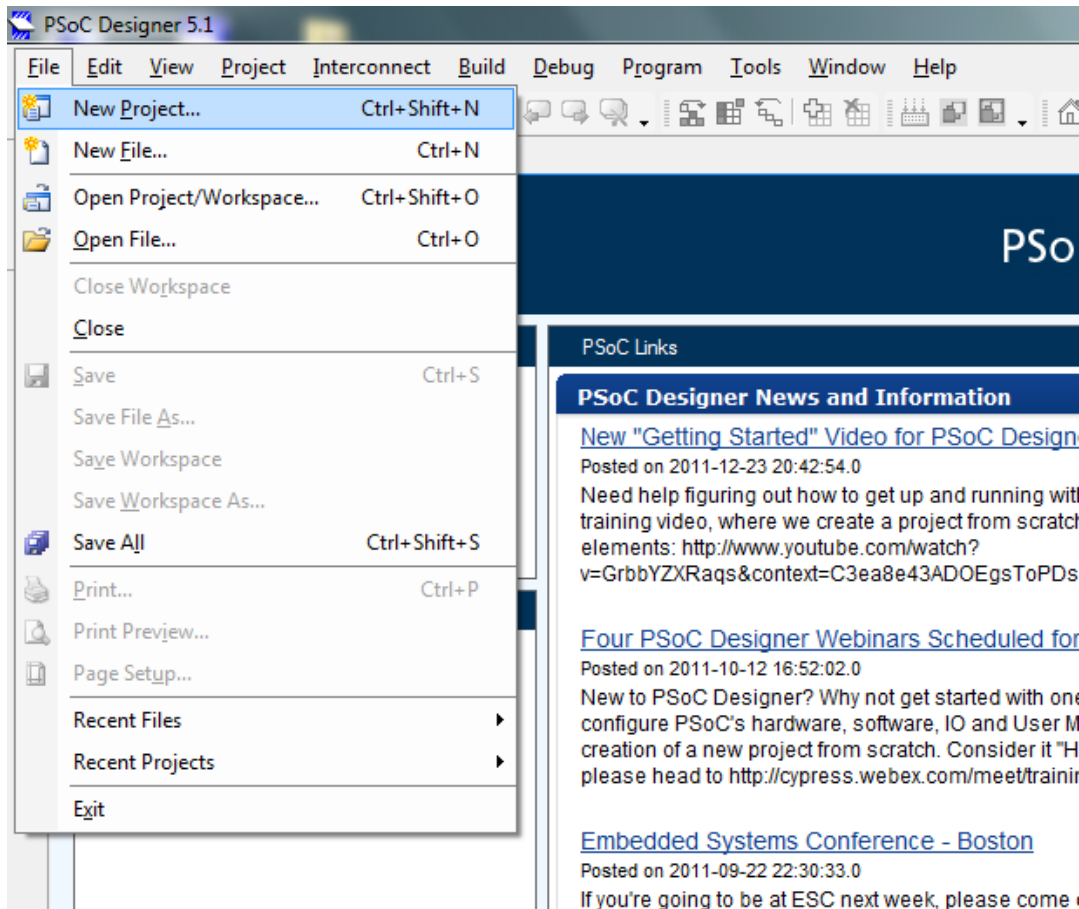 PSoC Designer 5.1
File Edit View Project Interconnect Build Debug Program Tools Window Help
New Project... Ctrl+Shift+N
New File... Ctrl+N
Open Project/Workspace... Ctrl+Shift+O
Open File... Ctrl+O
Close Workspace
Close
Save Ctrl+S
Save File As...
Save Workspace
Save Workspace As...
Save All Ctrl+Shift+S
Print... Ctrl+P
Print Preview...
Page Setup...
Recent Files
Recent Projects
Exit
PSo
PSoC Links
PSoC Designer News and Information
New "Getting Started" Video for PSoC Design
Posted on 2011-12-23 20:42:54.0
Need help figuring out how to get up and running wit
training video, where we create a project from scratc
elements: http://www.youtube.com/watch?
v=GrbbYZXRaqs&context=C3ea8e43ADOEgsToPDs
Four PSoC Designer Webinars Scheduled for
Posted on 2011-10-12 16:52:02.0
New to PSoC Designer? Why not get started with one
configure PSoC's hardware, software, IO and User M
creation of a new project from scratch. Consider it "H
please head to http://cypress.webex.com/meet/traini
Embedded Systems Conference - Boston
Posted on 2011-09-22 22:30:33.0
If you're going to be at ESC next week, please come